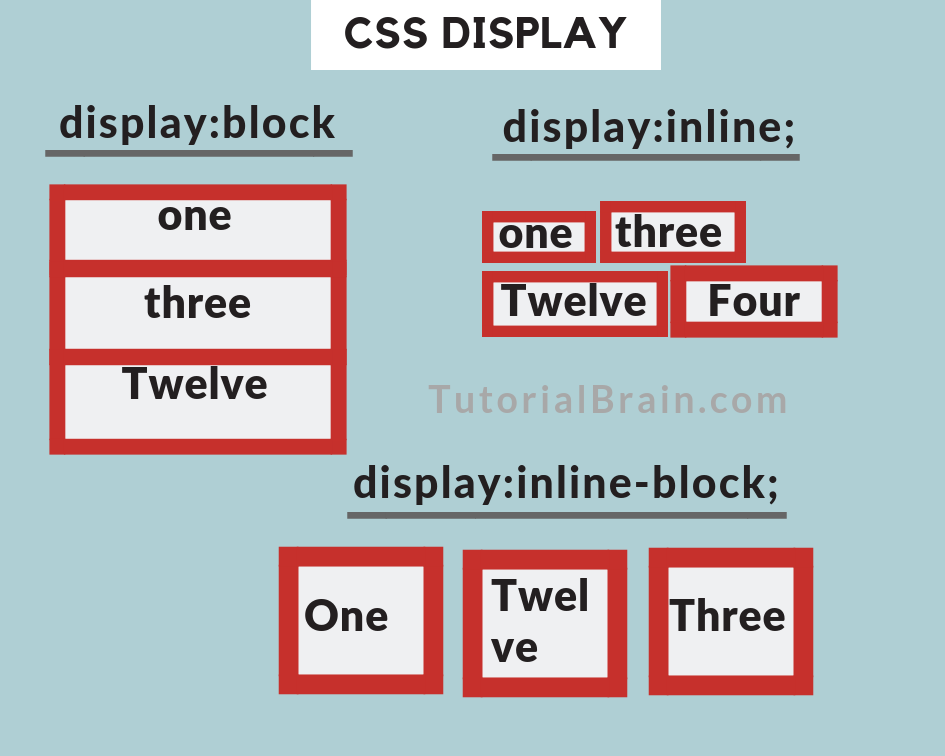 CSS DISPLAY
display:block
one
three
Twelve
display:inline;
one three
Twelve Four
TutorialBrain.com
display:inline-block;
One
Twel
ve
Three